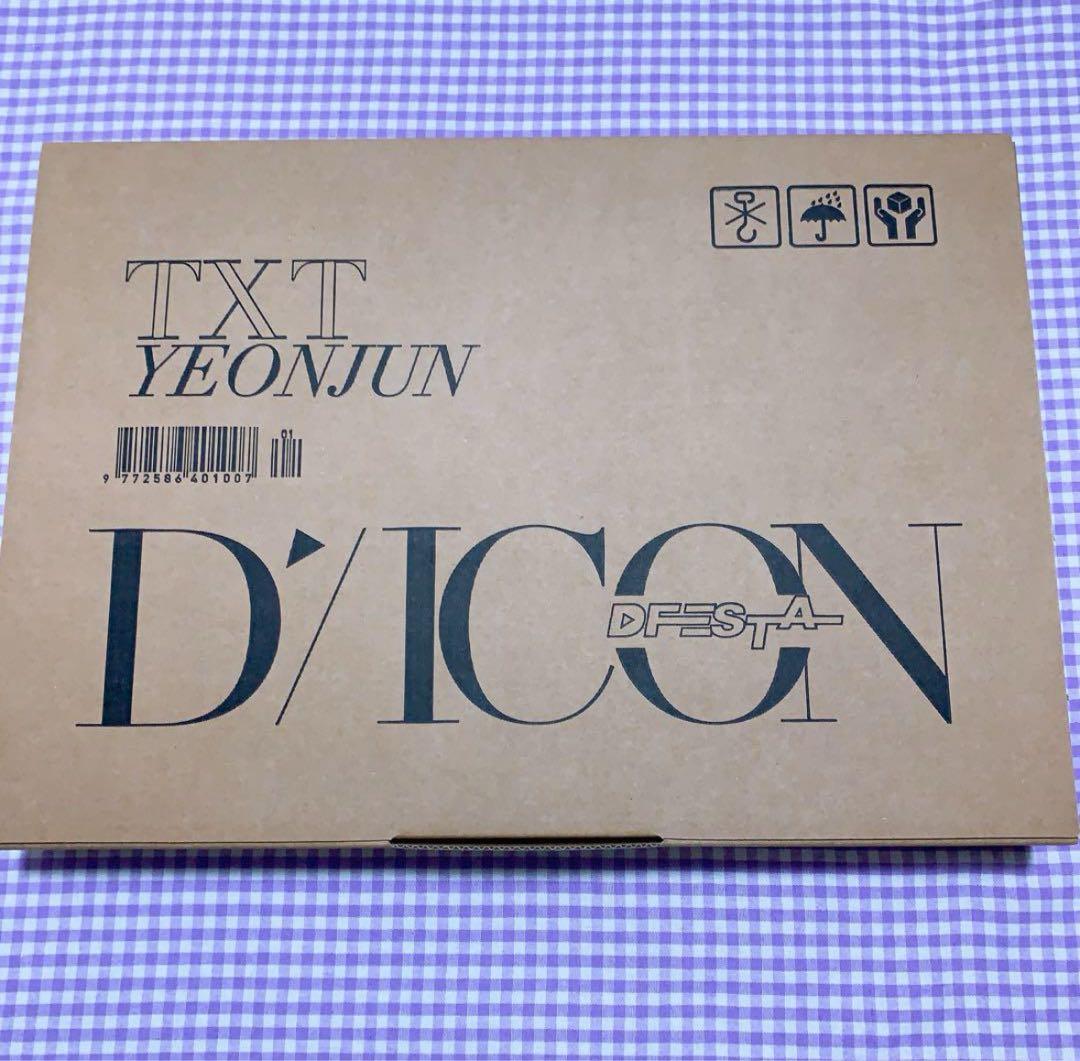 TXT
YEONJUN
01
9 772586 401007
D'/ICON
DFESTA